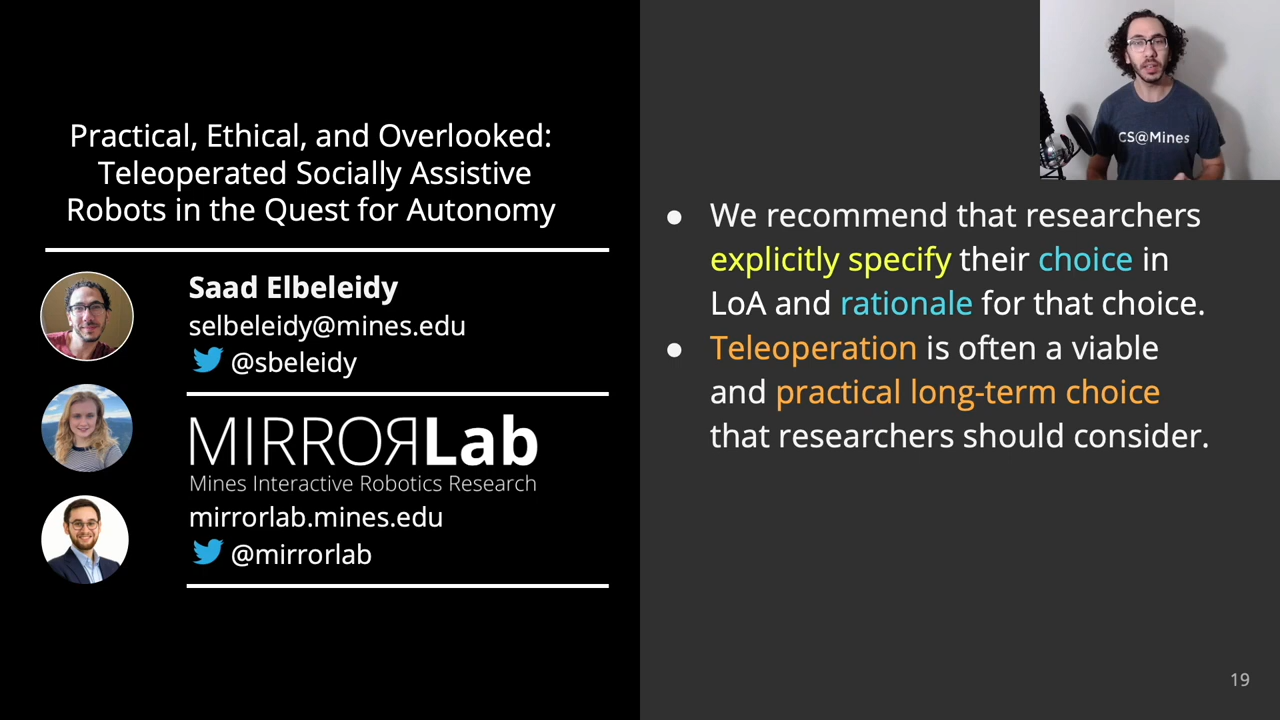 Practical, Ethical, and Overlooked:
Teleoperated Socially Assistive
Robots in the Quest for Autonomy
Saad Elbeleidy
selbeleidy@mines.edu
@sbeleidy
MIRROЯLab
Mines Interactive Robotics Research
mirrorlab.mines.edu
@mirrorlab
CS@Mines
● We recommend that researchers
explicitly specify their choice in
LoA and rationale for that choice.
● Teleoperation is often a viable
and practical long-term choice
that researchers should consider.
19